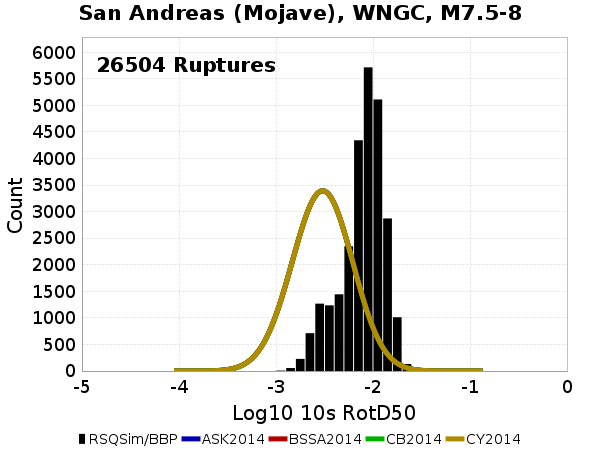 San Andreas (Mojave), WNGC, M7.5-8
26504 Ruptures
6000
5500
5000
4500
4000
3500
3000
2500
2000
1500
1000
500
0
Count
-5 -4 -3 -2 -1 0
Log10 10s RotD50
RSQSim/BBP ASK2014 BSSA2014 CB2014 CY2014